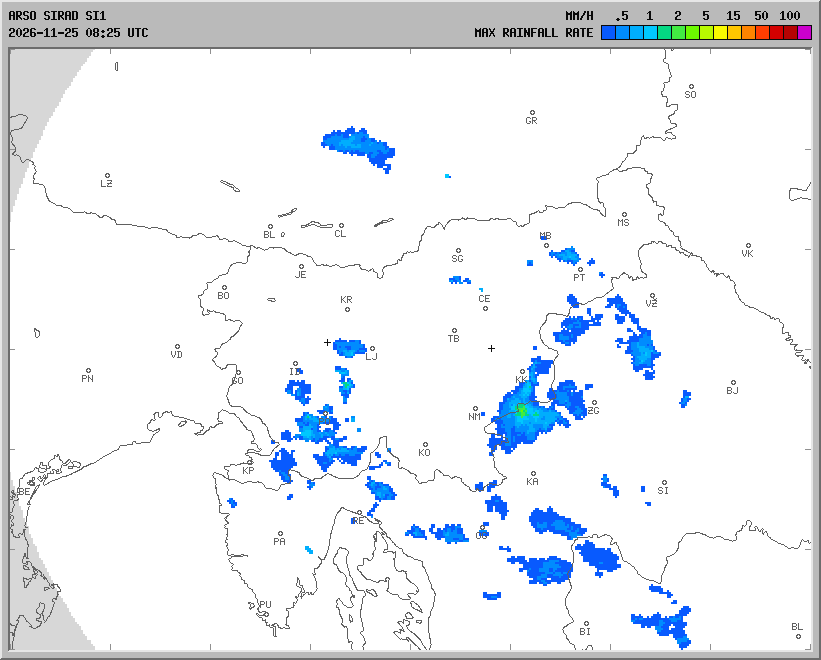 ARSO SIRAD SI1
MM/H .5 1 2 5 15 50 100
2026-11-25 08:25 UTC
MAX RAINFALL RATE
SO
GR
LZ
MS
BL
CL
MB
VK
SG
JE
PT
BO
KR
CE
VZ
TB
VD
LJ
ID
PN
GO
KK
BJ
NM
ZG
KO
KP
KA
BE
SI
RE
PA
OG
PU
BI
BL